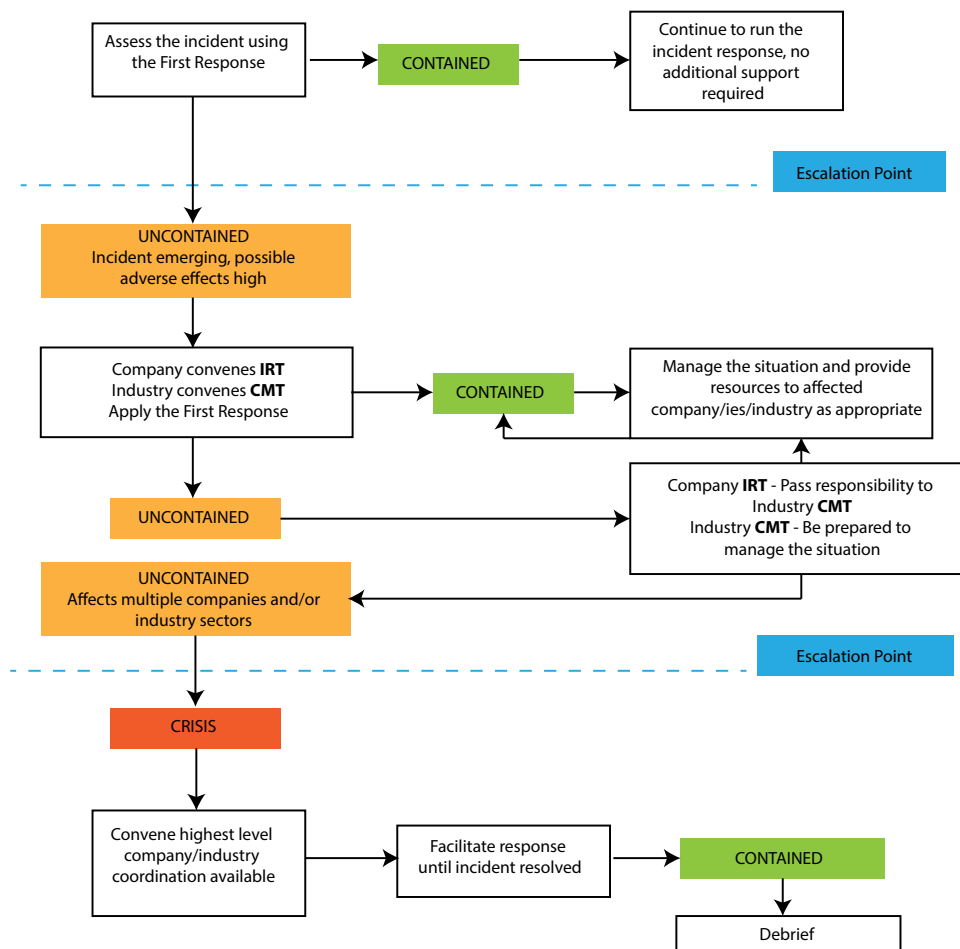 Assess the incident using
the First Response
CONTAINED
Continue to run the
incident response, no
additional support
required
Escalation Point
UNCONTAINED
Incident emerging, possible
adverse effects high
Company convenes IRT
Industry convenes CMT
Apply the First Response
CONTAINED
Manage the situation and provide
resources to affected
company/ies/industry as appropriate
UNCONTAINED
Company IRT - Pass responsibility to
Industry CMT
Industry CMT - Be prepared to
manage the situation
UNCONTAINED
Affects multiple companies and/or
industry sectors
Escalation Point
CRISIS
Convene highest level
company/industry
coordination available
Facilitate response
until incident resolved
CONTAINED
Debrief